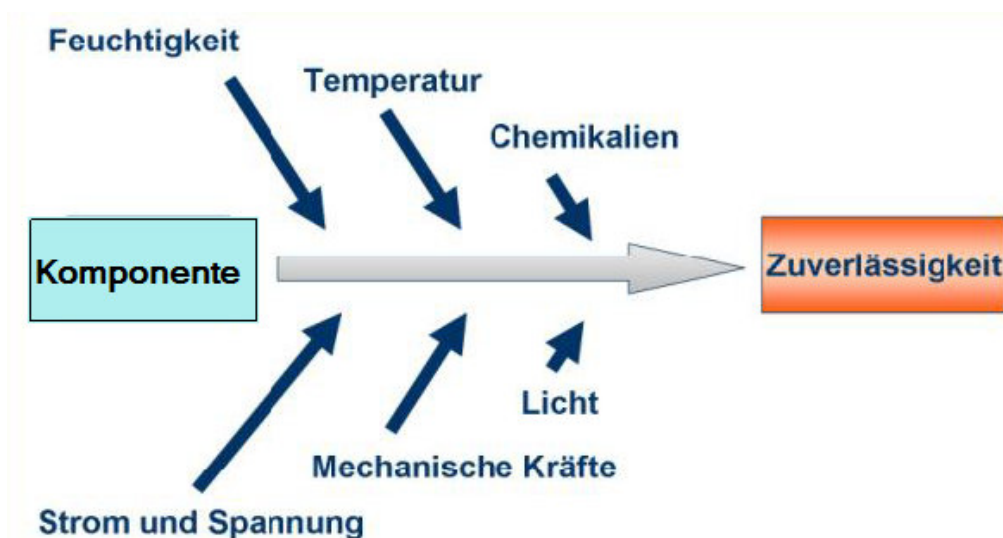 Feuchtigkeit
Temperatur
Chemikalien
Komponente
Zuverlässigkeit
Licht
Mechanische Kräfte
Strom und Spannung